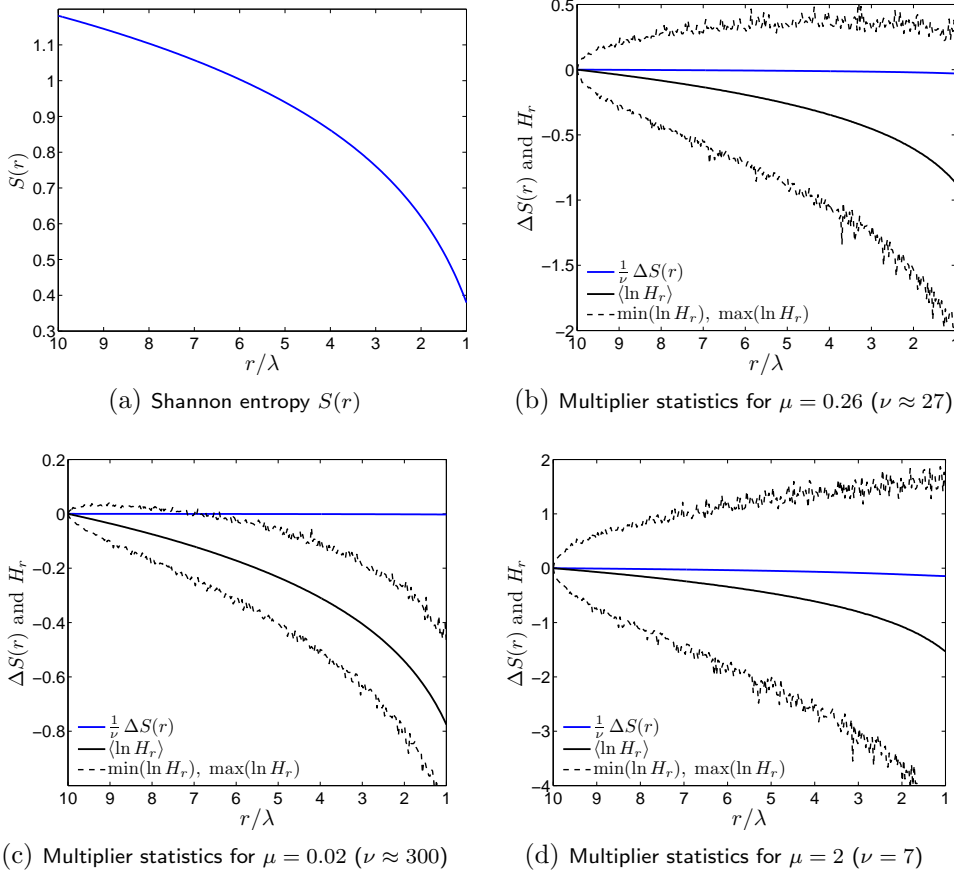 1.1
1
0.9
0.8
0.7
0.6
0.5
0.4
0.3
S(r)
10 9 8 7 6 5 4 3 2 1
r/λ
(a) Shannon entropy S(r)
0.5
0
−0.5
−1
−1.5
−2
ΔS(r) and H_r
1/ν ΔS(r)
⟨ln H_r⟩
min(ln H_r), max(ln H_r)
10 9 8 7 6 5 4 3 2 1
r/λ
(b) Multiplier statistics for μ = 0.26 (ν ≈ 27)
0.2
0
−0.2
−0.4
−0.6
−0.8
ΔS(r) and H_r
1/ν ΔS(r)
⟨ln H_r⟩
min(ln H_r), max(ln H_r)
10 9 8 7 6 5 4 3 2 1
r/λ
(c) Multiplier statistics for μ = 0.02 (ν ≈ 300)
2
1
0
−1
−2
−3
−4
ΔS(r) and H_r
1/ν ΔS(r)
⟨ln H_r⟩
min(ln H_r), max(ln H_r)
10 9 8 7 6 5 4 3 2 1
r/λ
(d) Multiplier statistics for μ = 2 (ν = 7)